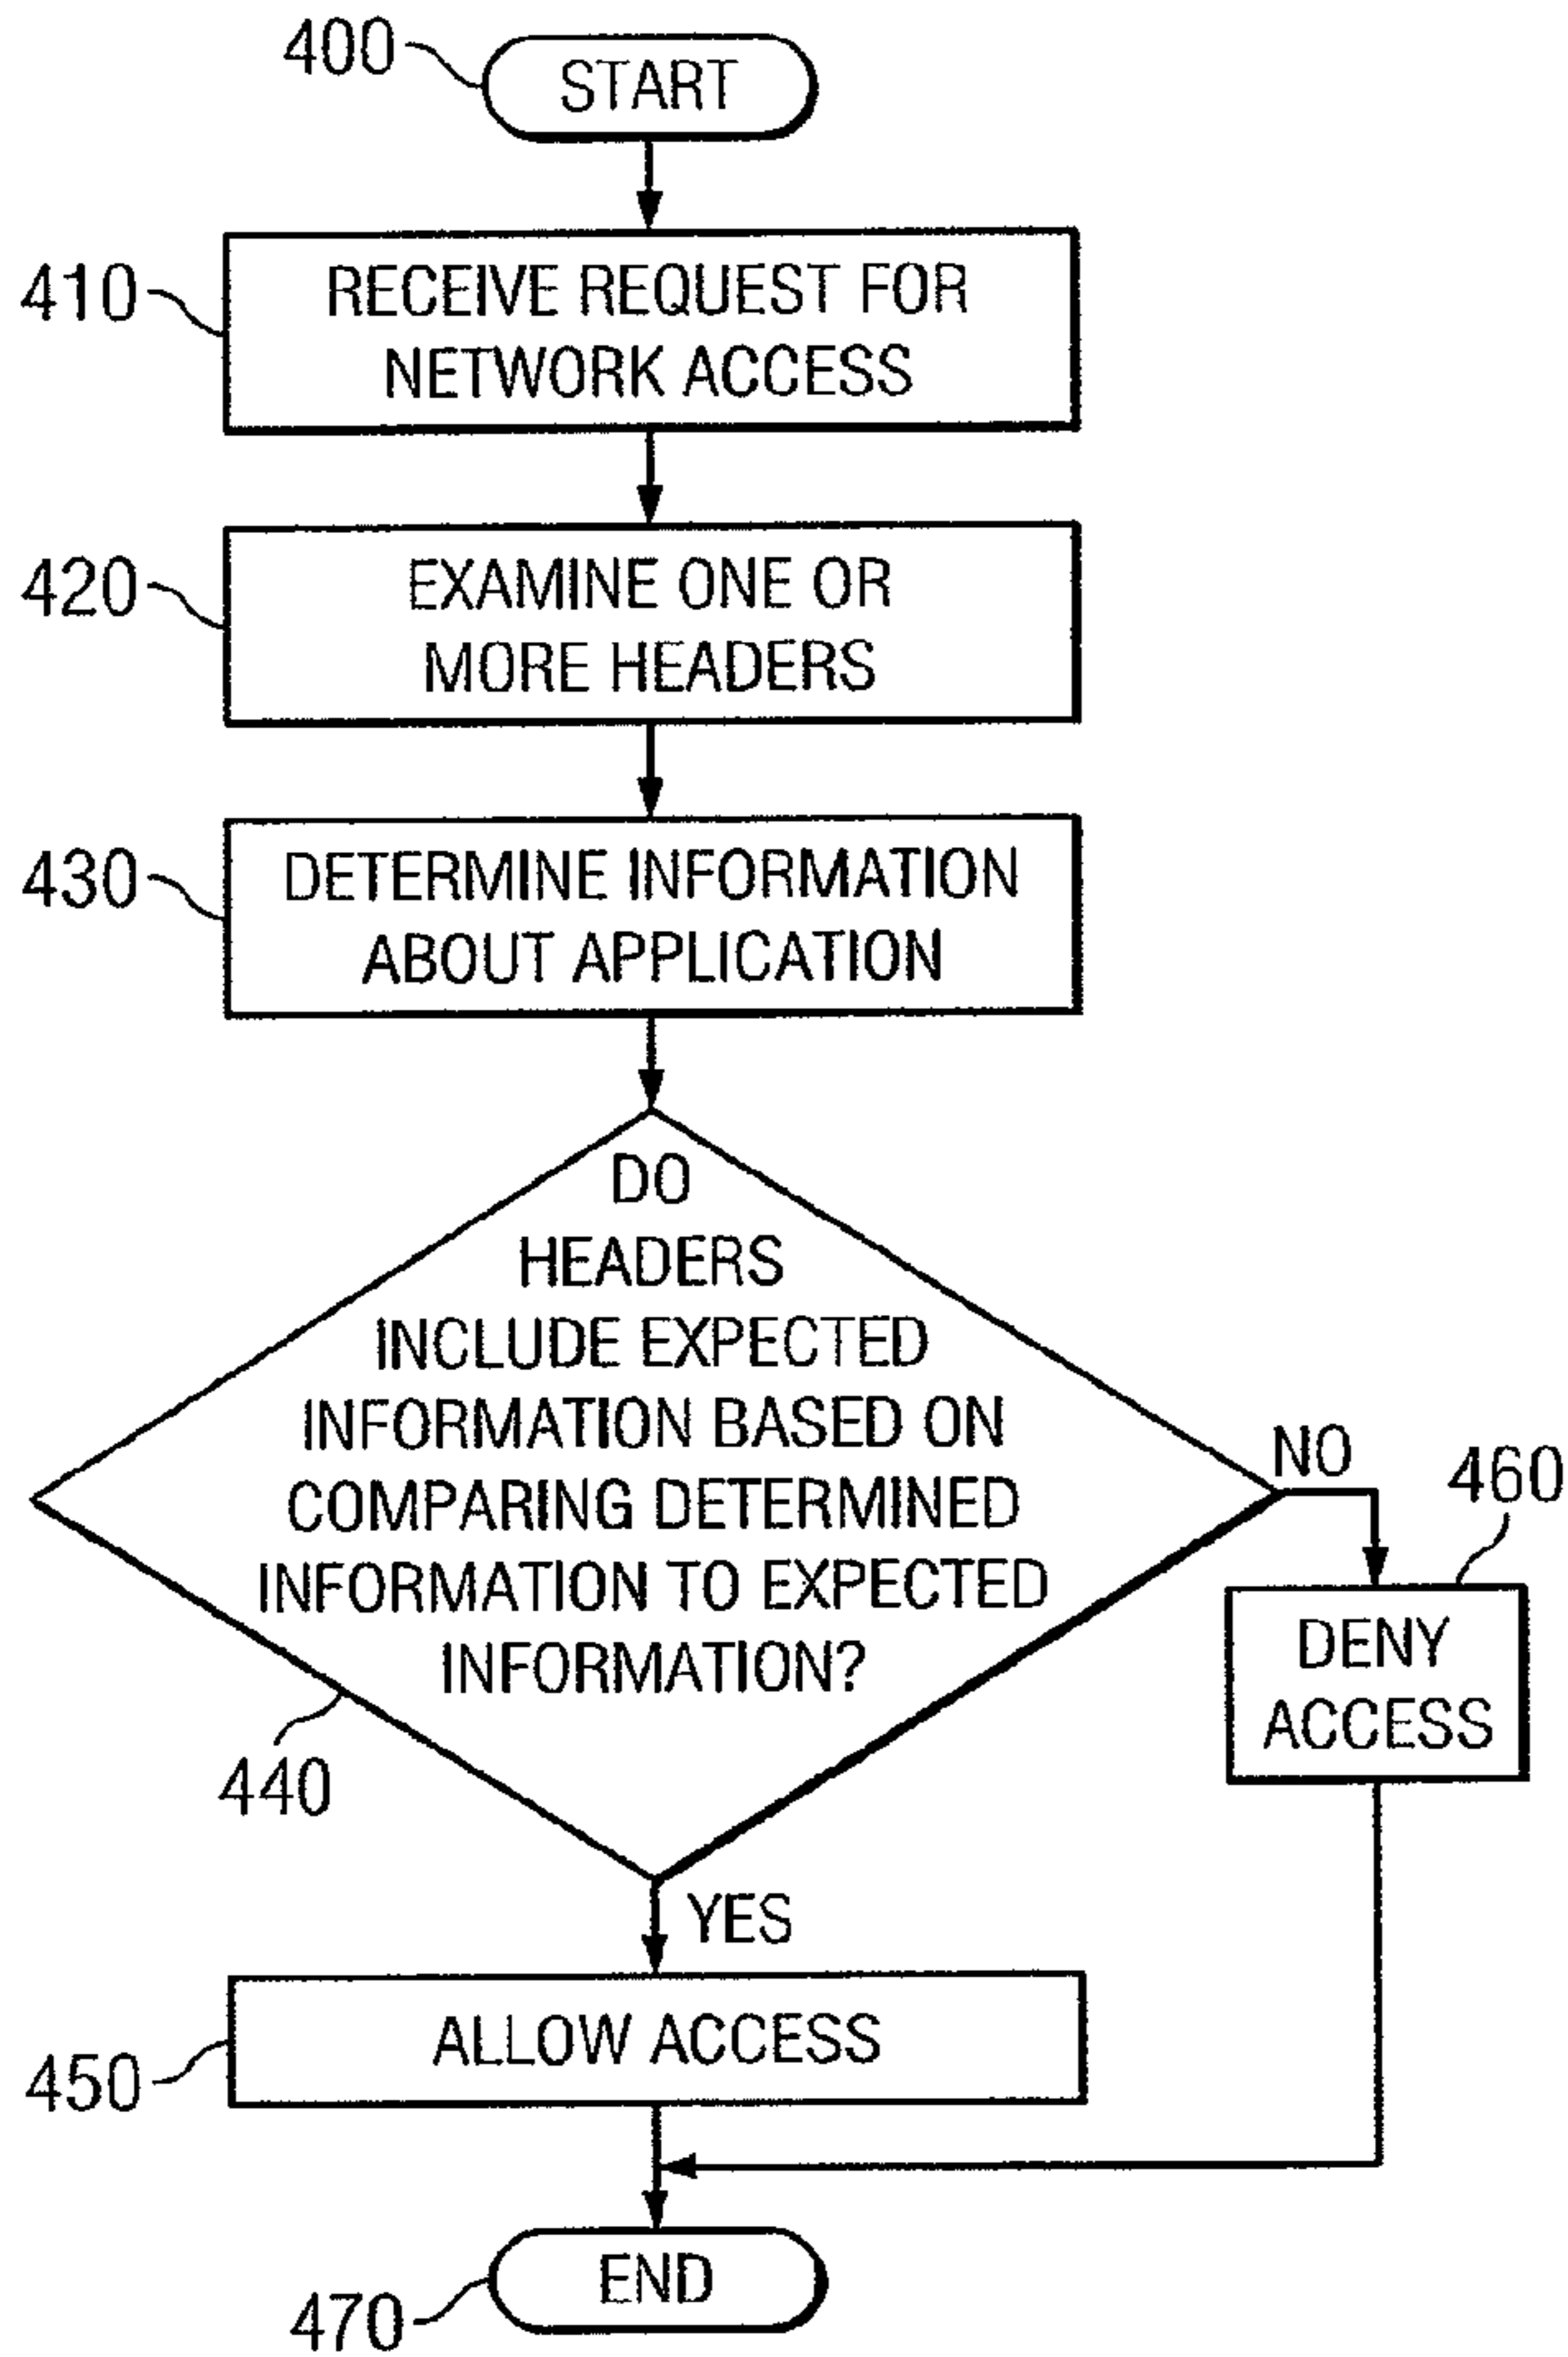 400
START
410
RECEIVE REQUEST FOR
NETWORK ACCESS
420
EXAMINE ONE OR
MORE HEADERS
430
DETERMINE INFORMATION
ABOUT APPLICATION
DO
HEADERS
INCLUDE EXPECTED
INFORMATION BASED ON
COMPARING DETERMINED
INFORMATION TO EXPECTED
INFORMATION?
440
NO
460
DENY
ACCESS
YES
450
ALLOW ACCESS
470
END